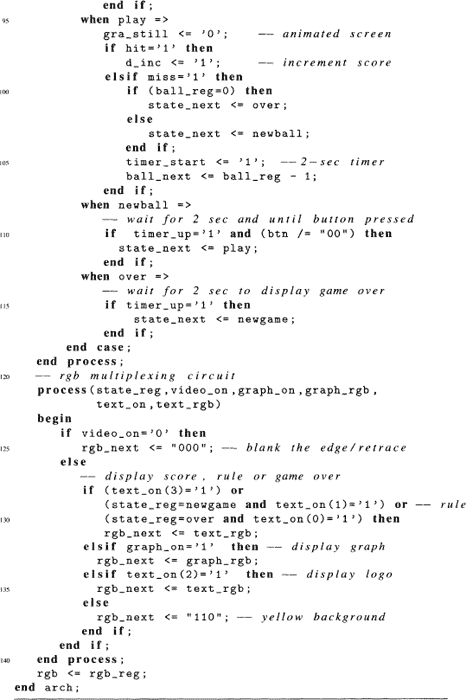 end if;
95       when play =>
            gra_still <= '0';    -- animated screen
            if hit='1' then
               d_inc <= '1';     -- increment score
            elsif miss='1' then
100            if (ball_reg=0) then
                  state_next <= over;
               else
                  state_next <= newball;
               end if;
105            timer_start <= '1';  --2-sec timer
               ball_next <= ball_reg - 1;
            end if;
         when newball =>
            -- wait for 2 sec and until button pressed
110         if  timer_up='1' and (btn /= "00") then
              state_next <= play;
            end if;
         when over =>
            -- wait for 2 sec to display game over
115         if timer_up='1' then
                state_next <= newgame;
            end if;
       end case;
   end process;
120 -- rgb multiplexing circuit
   process(state_reg,video_on,graph_on,graph_rgb,
           text_on,text_rgb)
   begin
      if video_on='0' then
125      rgb_next <= "000"; -- blank the edge/retrace
      else
         -- display score, rule or game over
         if (text_on(3)='1') or
            (state_reg=newgame and text_on(1)='1') or -- rule
130         (state_reg=over and text_on(0)='1') then
            rgb_next <= text_rgb;
         elsif graph_on='1'  then -- display graph
           rgb_next <= graph_rgb;
         elsif text_on(2)='1'  then -- display logo
135        rgb_next <= text_rgb;
         else
           rgb_next <= "110"; -- yellow background
         end if;
      end if;
140 end process;
   rgb <= rgb_reg;
end arch;